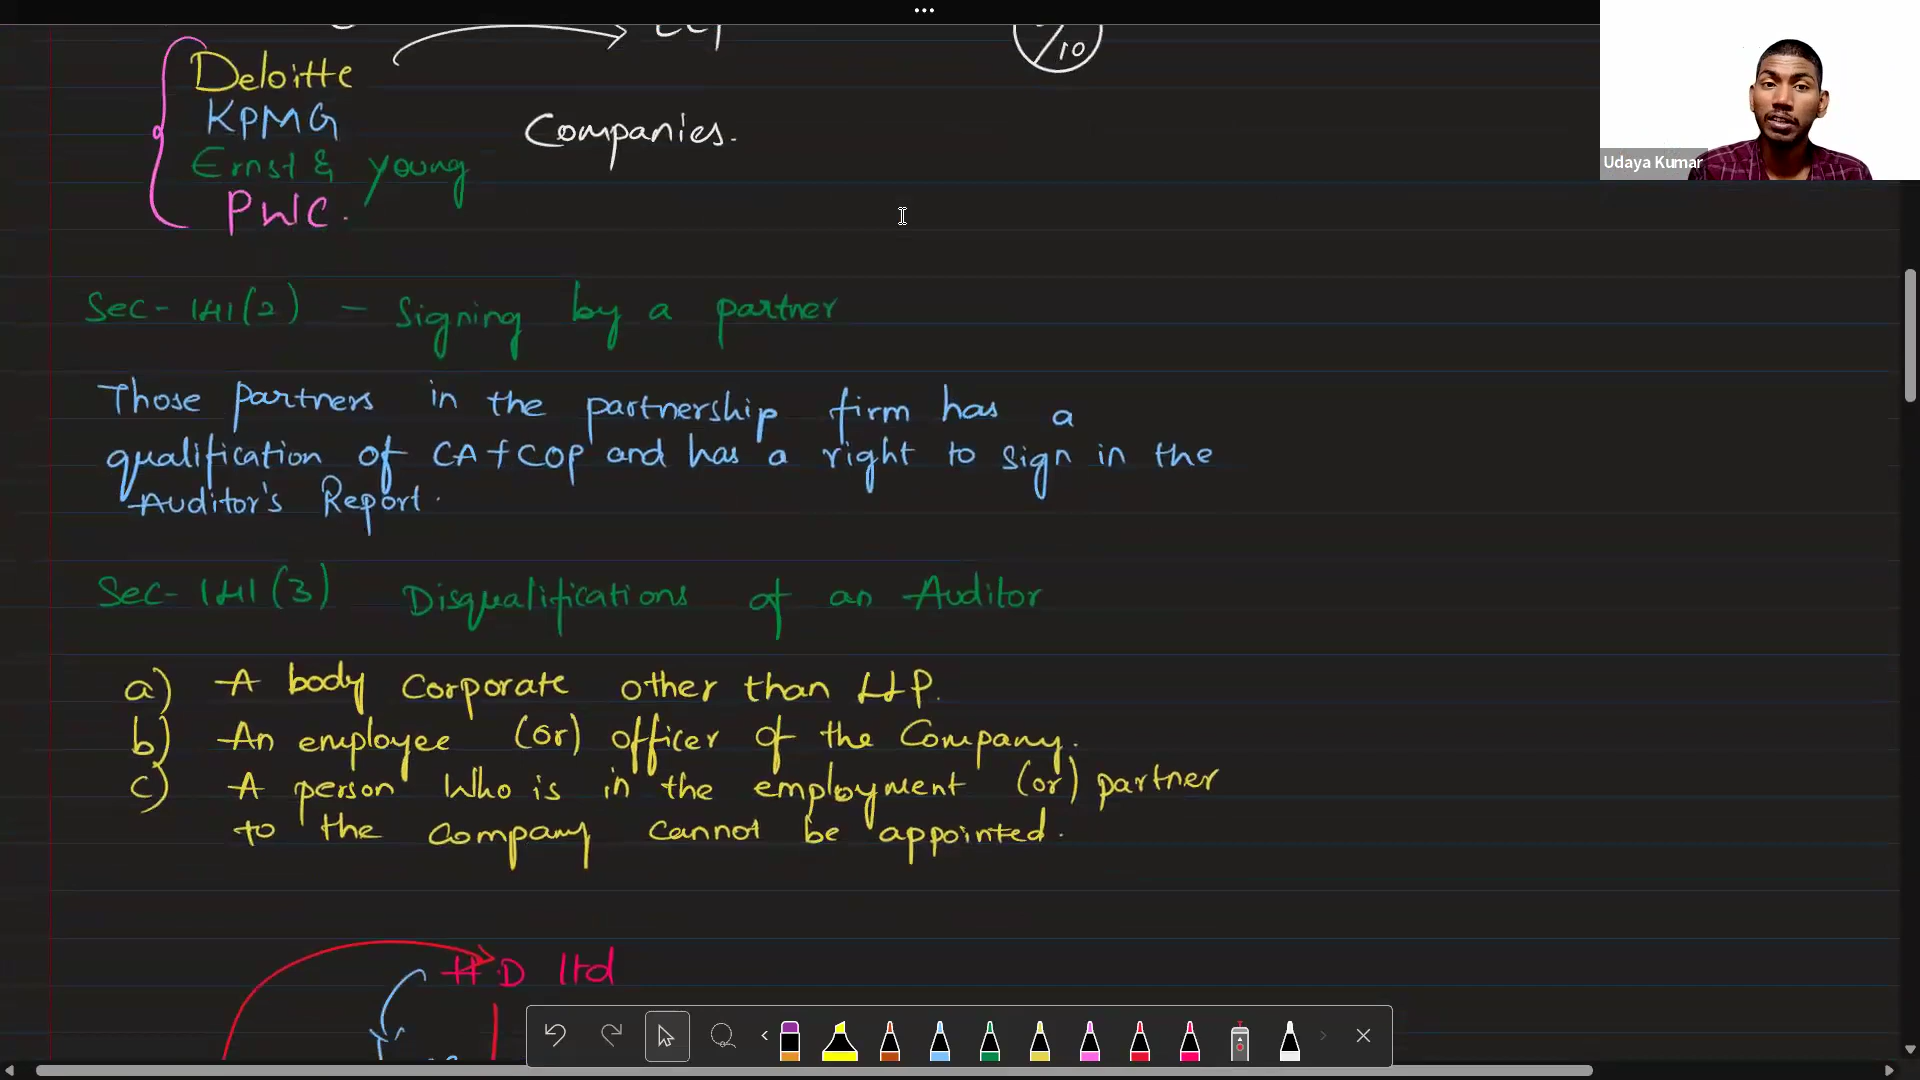 /10
Deloitte
KPMG
Companies.
Ernst & young
PWC.
Udaya Kumar
Sec- 141(2) - Signing by a partner
Those partners in the partnership firm has a
qualification of CA + COP and has a right to sign in the
Auditor's Report.
Sec- 141(3) Disqualifications of an Auditor
a) A body corporate other than LLP.
b) An employee (or) officer of the Company.
c) A person who is in the employment (or) partner
to the company cannot be appointed.
H.D ltd